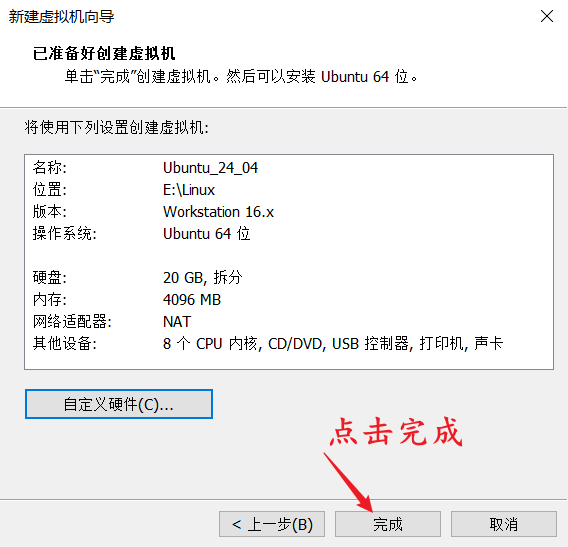 新建虚拟机向导
已准备好创建虚拟机
单击“完成”创建虚拟机。然后可以安装 Ubuntu 64 位。
将使用下列设置创建虚拟机:
名称: Ubuntu_24_04
位置: E:\Linux
版本: Workstation 16.x
操作系统: Ubuntu 64 位
硬盘: 20 GB, 拆分
内存: 4096 MB
网络适配器: NAT
其他设备: 8 个 CPU 内核, CD/DVD, USB 控制器, 打印机, 声卡
自定义硬件(C)...
点击完成
< 上一步(B) 完成 取消